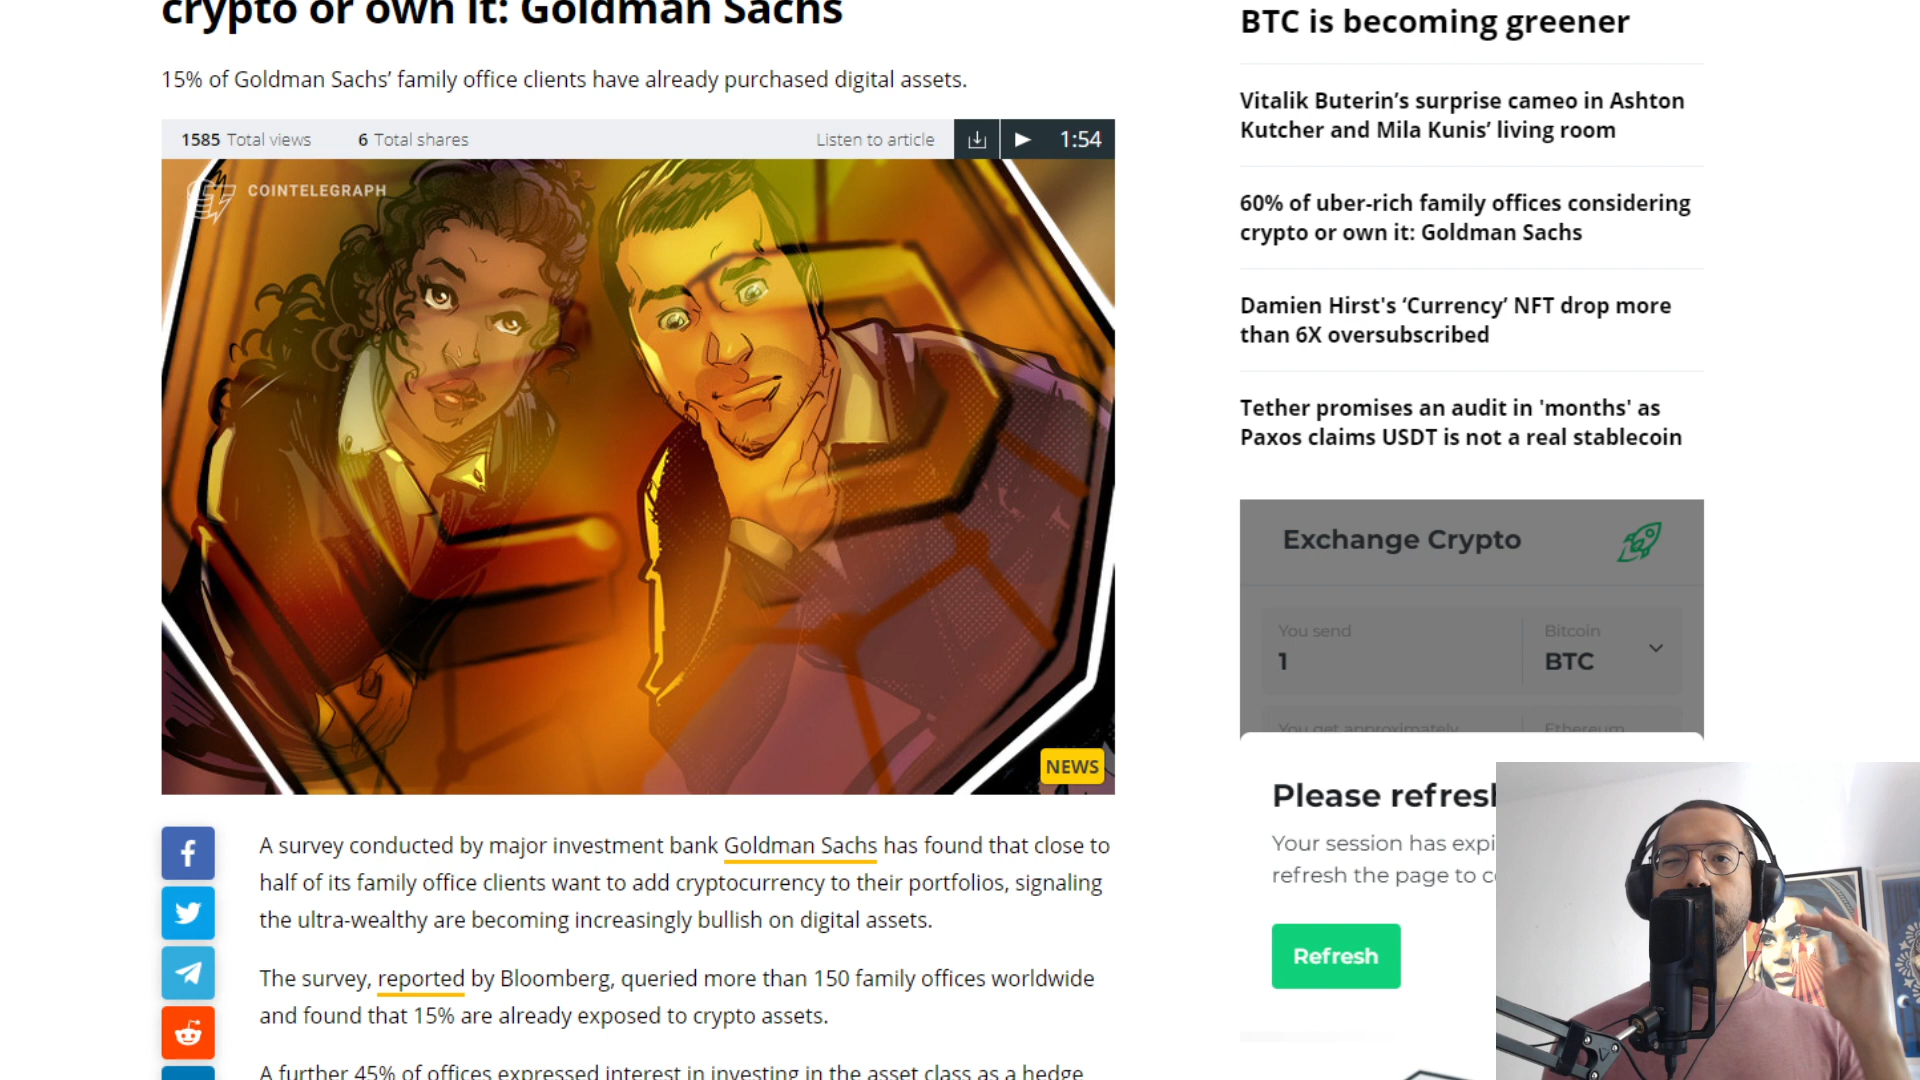 crypto or own it: Goldman Sachs
15% of Goldman Sachs’ family office clients have already purchased digital assets.
1585 Total views 6 Total shares Listen to article 1:54
COINTELEGRAPH
NEWS
A survey conducted by major investment bank Goldman Sachs has found that close to
half of its family office clients want to add cryptocurrency to their portfolios, signaling
the ultra-wealthy are becoming increasingly bullish on digital assets.
The survey, reported by Bloomberg, queried more than 150 family offices worldwide
and found that 15% are already exposed to crypto assets.
A further 45% of offices expressed interest in investing in the asset class as a hedge
BTC is becoming greener
Vitalik Buterin’s surprise cameo in Ashton
Kutcher and Mila Kunis’ living room
60% of uber-rich family offices considering
crypto or own it: Goldman Sachs
Damien Hirst's ‘Currency’ NFT drop more
than 6X oversubscribed
Tether promises an audit in 'months' as
Paxos claims USDT is not a real stablecoin
Exchange Crypto
You send
1
Bitcoin
BTC
You get approximately
Ethereum
Please refresh
Your session has expi
refresh the page to c
Refresh